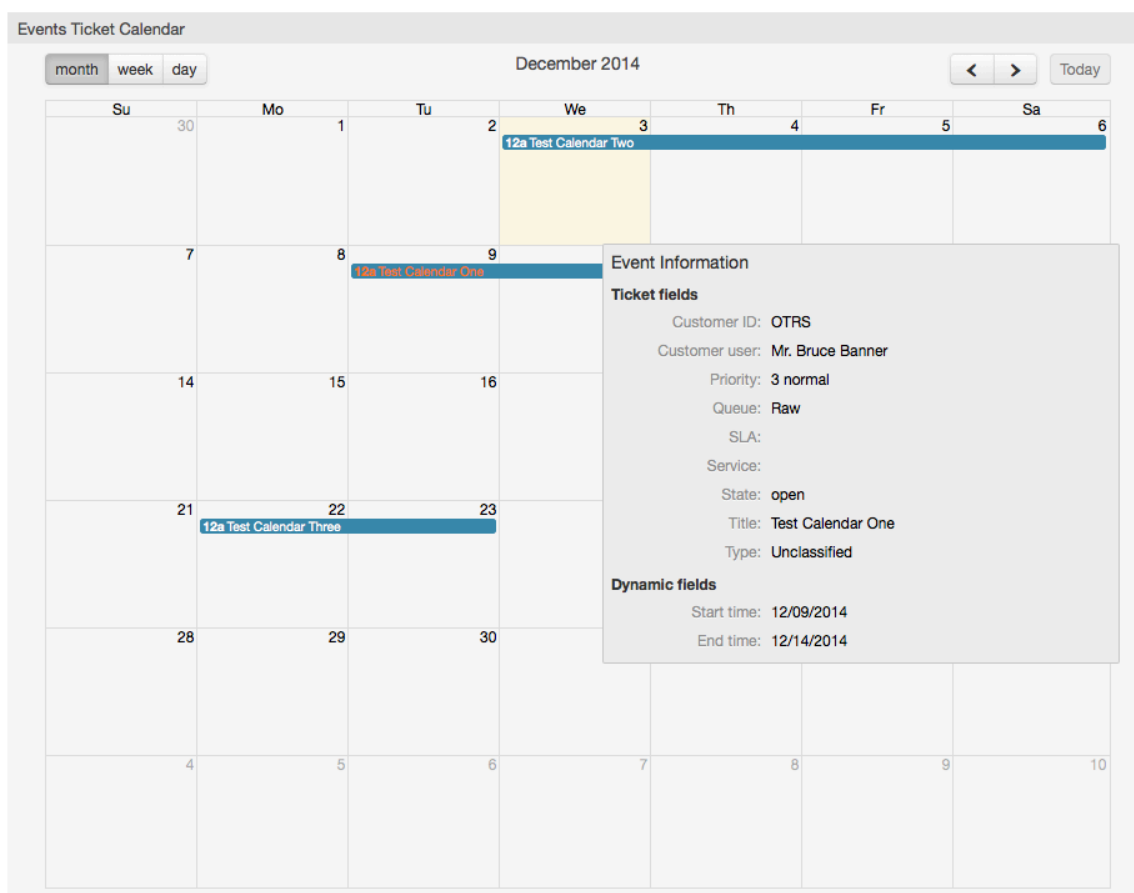 Events Ticket Calendar
month week day December 2014 Today
Su Mo Tu We Th Fr Sa
30 1 2 3 4 5 6
12a Test Calendar Two
7 8 9
12a Test Calendar One
Event Information
Ticket fields
Customer ID: OTRS
Customer user: Mr. Bruce Banner
Priority: 3 normal
14 15 16
Queue: Raw
SLA:
Service:
State: open
21 22 23
12a Test Calendar Three
Title: Test Calendar One
Type: Unclassified
Dynamic fields
Start time: 12/09/2014
28 29 30
End time: 12/14/2014
4 5 6 7 8 9 10